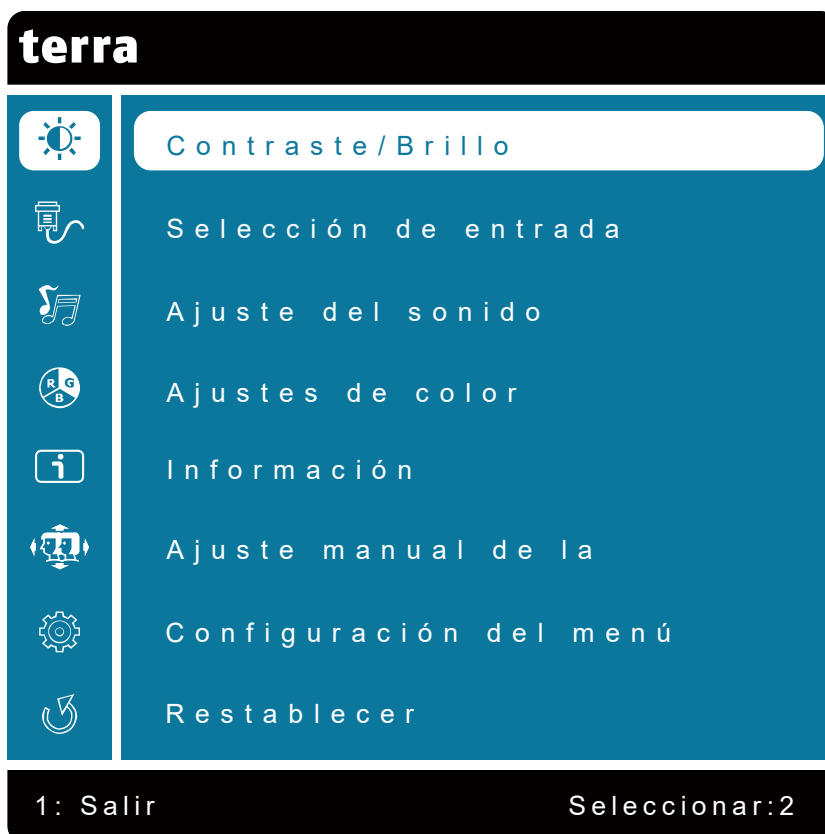 terra
Contraste/Brillo
Selección de entrada
Ajuste del sonido
R G
B
Ajustes de color
i
Información
Ajuste manual de la
Configuración del menú
Restablecer
1: Salir Seleccionar:2